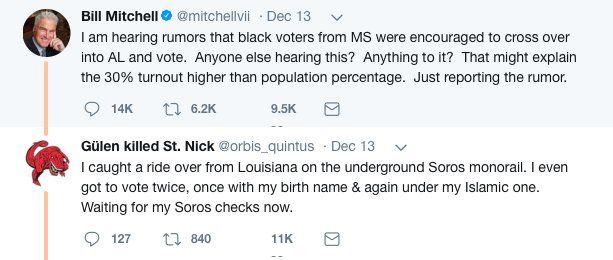 Bill Mitchell @mitchellvii · Dec 13
I am hearing rumors that black voters from MS were encouraged to cross over
into AL and vote. Anyone else hearing this? Anything to it? That might explain
the 30% turnout higher than population percentage. Just reporting the rumor.
14K 6.2K 9.5K
Gülen killed St. Nick @orbis_quintus · Dec 13
I caught a ride over from Louisiana on the underground Soros monorail. I even
got to vote twice, once with my birth name & again under my Islamic one.
Waiting for my Soros checks now.
127 840 11K